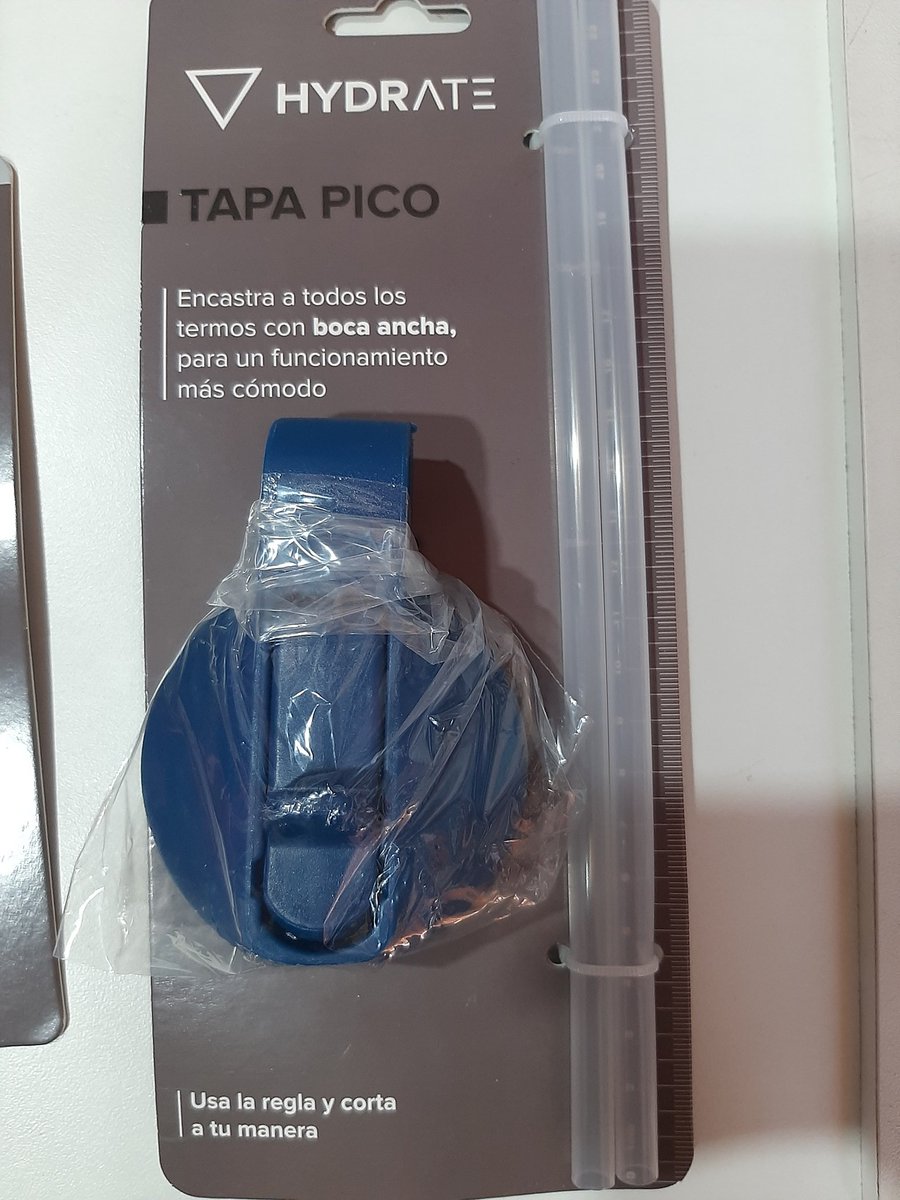 HYDRATE
TAPA PICO
Encastra a todos los
termos con boca ancha,
para un funcionamiento
más cómodo
Usa la regla y corta
a tu manera